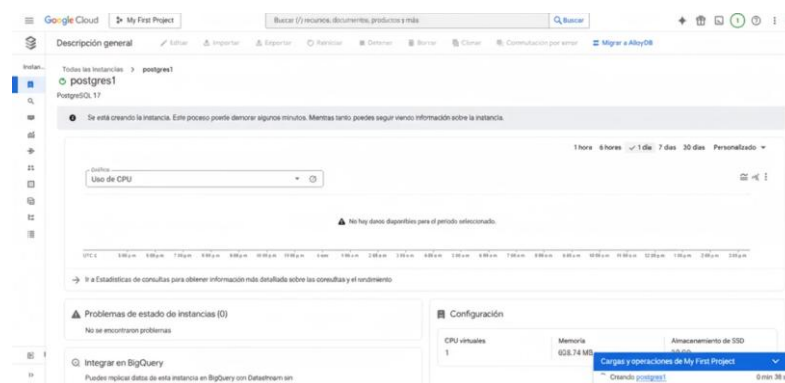 Google Cloud
My First Project
Buscar (/) recursos, documentos, productos y más
Buscar
1
Instan...
Descripción general
Editar
Importar
Exportar
Reiniciar
Detener
Borrar
Clonar
Conmutación por error
Migrar a AlloyDB
Todas las instancias > postgres1
postgres1
PostgreSQL 17
Se está creando la instancia. Este proceso puede demorar algunos minutos. Mientras tanto, puedes seguir viendo información sobre la instancia.
1 hora 6 horas 1 día 7 días 30 días Personalizado
Gráfico
Uso de CPU
No hay datos disponibles para el período seleccionado.
Ir a Estadísticas de consultas para obtener información más detallada sobre las consultas y el rendimiento
Problemas de estado de instancias (0)
No se encontraron problemas
Configuración
CPU virtuales
1
Memoria
Almacenamiento de SSD
Integrar en BigQuery
Puedes replicar datos de esta instancia en BigQuery con Datastream sin
Cargas y operaciones de My First Project
Creando postgres1
0 min 38